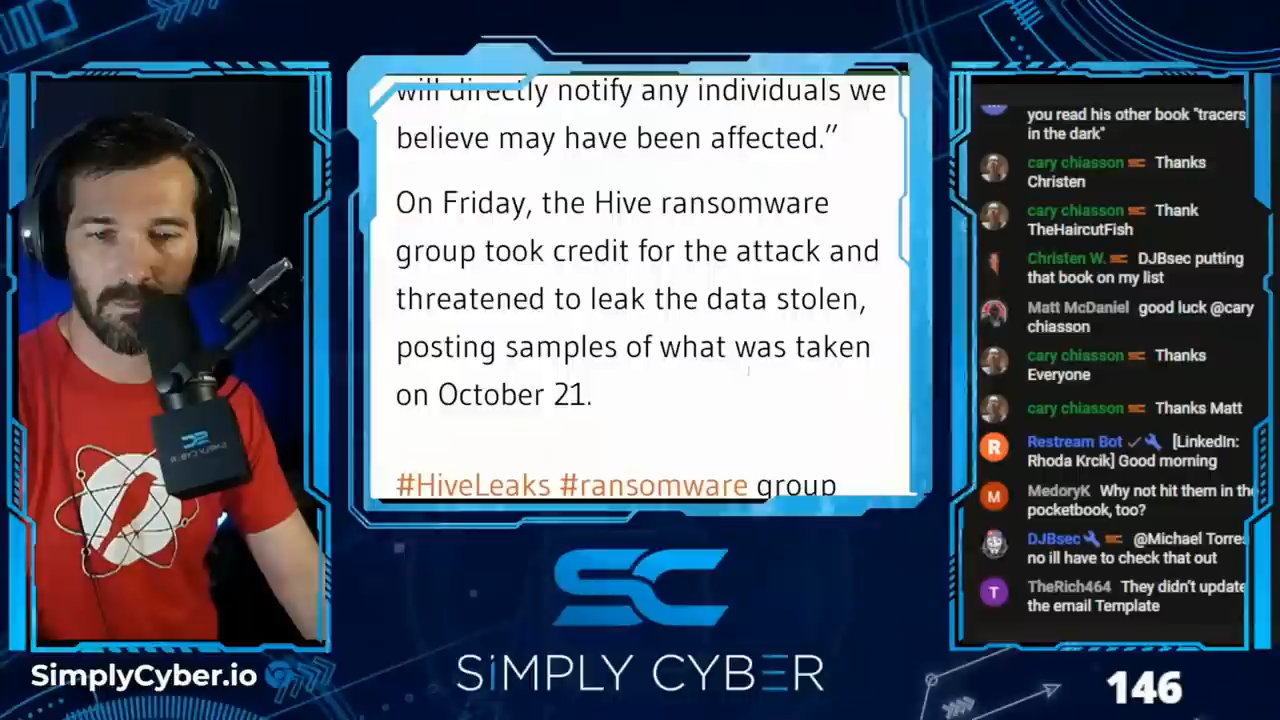 will directly notify any individuals we
believe may have been affected.”
On Friday, the Hive ransomware
group took credit for the attack and
threatened to leak the data stolen,
posting samples of what was taken
on October 21.
#HiveLeaks #ransomware group
you read his other book "tracers
in the dark"
cary chiasson Thanks
Christen
cary chiasson Thank
TheHaircutFish
Christen W. DJBsec putting
that book on my list
Matt McDaniel good luck @cary
chiasson
cary chiasson Thanks
Everyone
cary chiasson Thanks Matt
Restream Bot [LinkedIn:
Rhoda Krcik] Good morning
MedoryK Why not hit them in the
pocketbook, too?
DJBsec @Michael Torres
no ill have to check that out
TheRich464 They didn't update
the email Template
SC
SIMPLY CYBER
SIMPLY CYBER
SimplyCyber.io
146